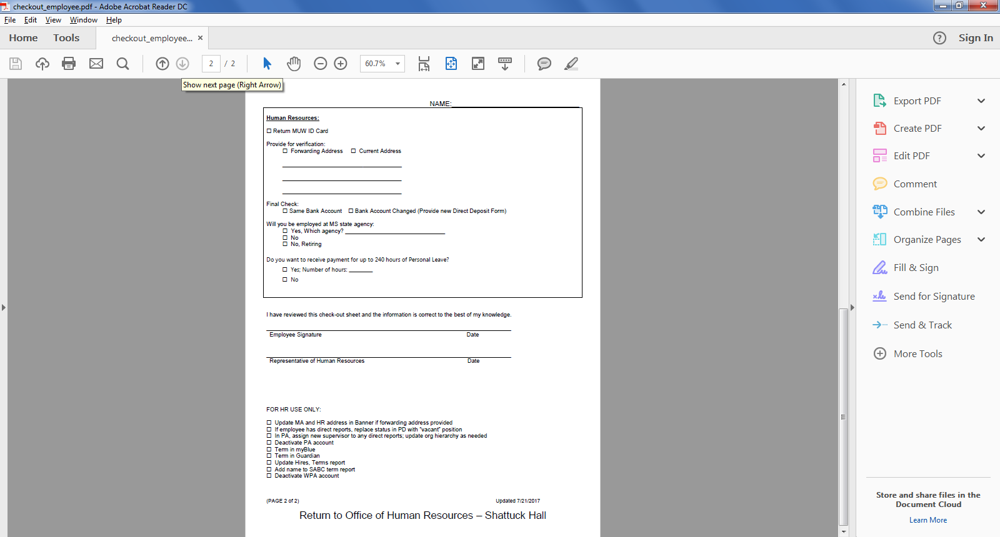 checkout_employee.pdf - Adobe Acrobat Reader DC
File Edit View Window Help
Home Tools checkout_employee... × ? Sign In
2 / 2 60.7%
Show next page (Right Arrow)
NAME:
Human Resources:
Return MUW ID Card
Provide for verification:
Forwarding Address Current Address
Final Check:
Same Bank Account Bank Account Changed (Provide new Direct Deposit Form)
Will you be employed at MS state agency:
Yes, Which agency?
No
No, Retiring
Do you want to receive payment for up to 240 hours of Personal Leave?
Yes; Number of hours:
No
I have reviewed this check-out sheet and the information is correct to the best of my knowledge.
Employee Signature Date
Representative of Human Resources Date
FOR HR USE ONLY:
Update MA and HR address in Banner if forwarding address provided
If employee has direct reports, replace status in PD with “vacant” position
In PA, assign new supervisor to any direct reports; update org hierarchy as needed
Deactivate PA account
Term in myBlue
Term in Guardian
Update Hires, Terms report
Add name to SABC term report
Deactivate WPA account
(PAGE 2 of 2) Updated 7/21/2017
Return to Office of Human Resources – Shattuck Hall
Export PDF
Create PDF
Edit PDF
Comment
Combine Files
Organize Pages
Fill & Sign
Send for Signature
Send & Track
More Tools
Store and share files in the
Document Cloud
Learn More